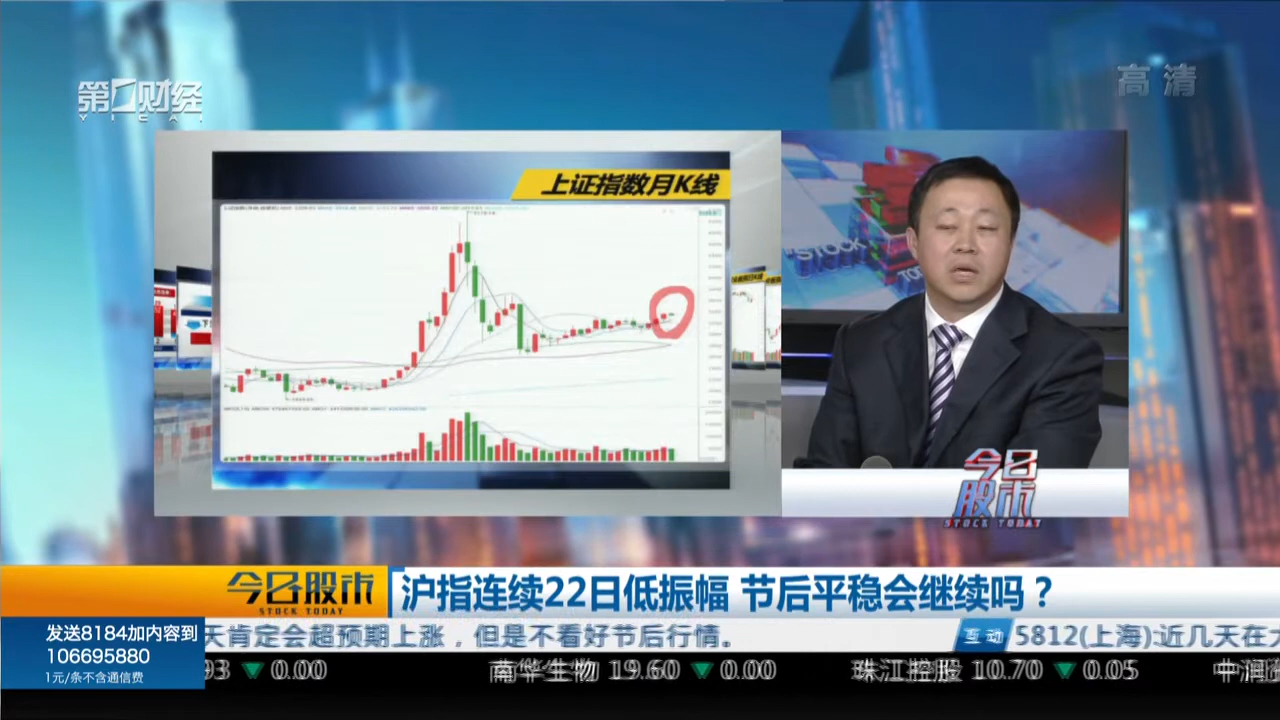 第一财经
YICAI
高清
上证指数月K线
STOCK
今日
股市
STOCK TODAY
今日股市
STOCK TODAY
沪指连续22日低振幅 节后平稳会继续吗？
发送8184加内容到
106695880
1元/条不含通信费
天肯定会超预期上涨，但是不看好节后行情。
互动
5812(上海):近几天在
93 ▼ 0.00 南华生物 19.60 ▼ 0.00 珠江控股 10.70 ▼ 0.05 中润